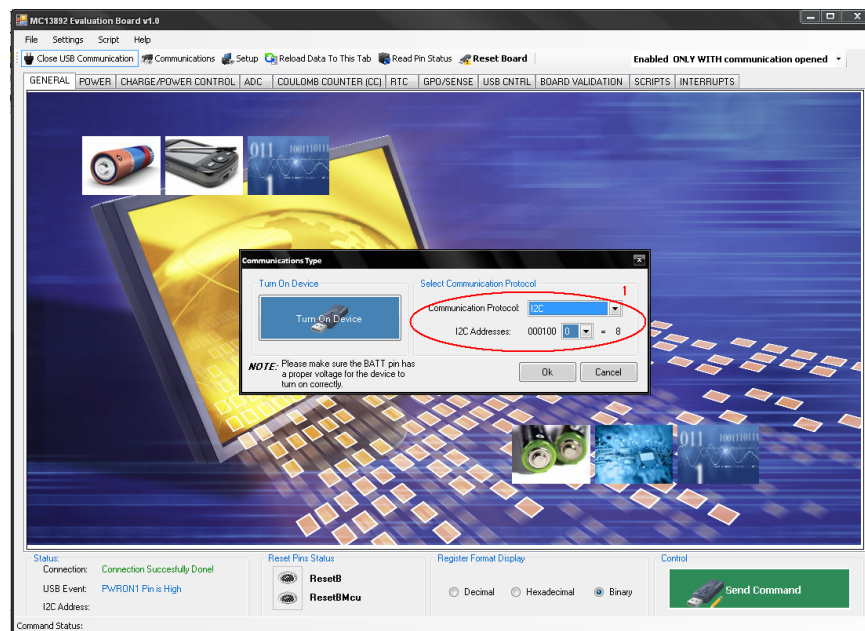 MC13892 Evaluation Board v1.0
File Settings Script Help
Close USB Communication Communications Setup Reload Data To This Tab Read Pin Status Reset Board Enabled ONLY WITH communication opened
GENERAL POWER CHARGE/POWER CONTROL ADC COULOMB COUNTER (CC) RTC GPO/SENSE USB CNTRL BOARD VALIDATION SCRIPTS INTERRUPTS
011 1001110111
1
Communications Type
Turn On Device Select Communication Protocol
1
Turn On Device
Communication Protocol: I2C
I2C Addresses: 000100 0 = 8
NOTE: Please make sure the BATT pin has
a proper voltage for the device to
turn on correctly.
Ok Cancel
011 1001110111
1
Status: Reset Pins Status Register Format Display Control
Connection: Connection Succesfully Done!
ResetB
USB Event: PWRON1 Pin is High
Decimal Hexadecimal Binary
Send Command
ResetBMcu
I2C Address:
Command Status: